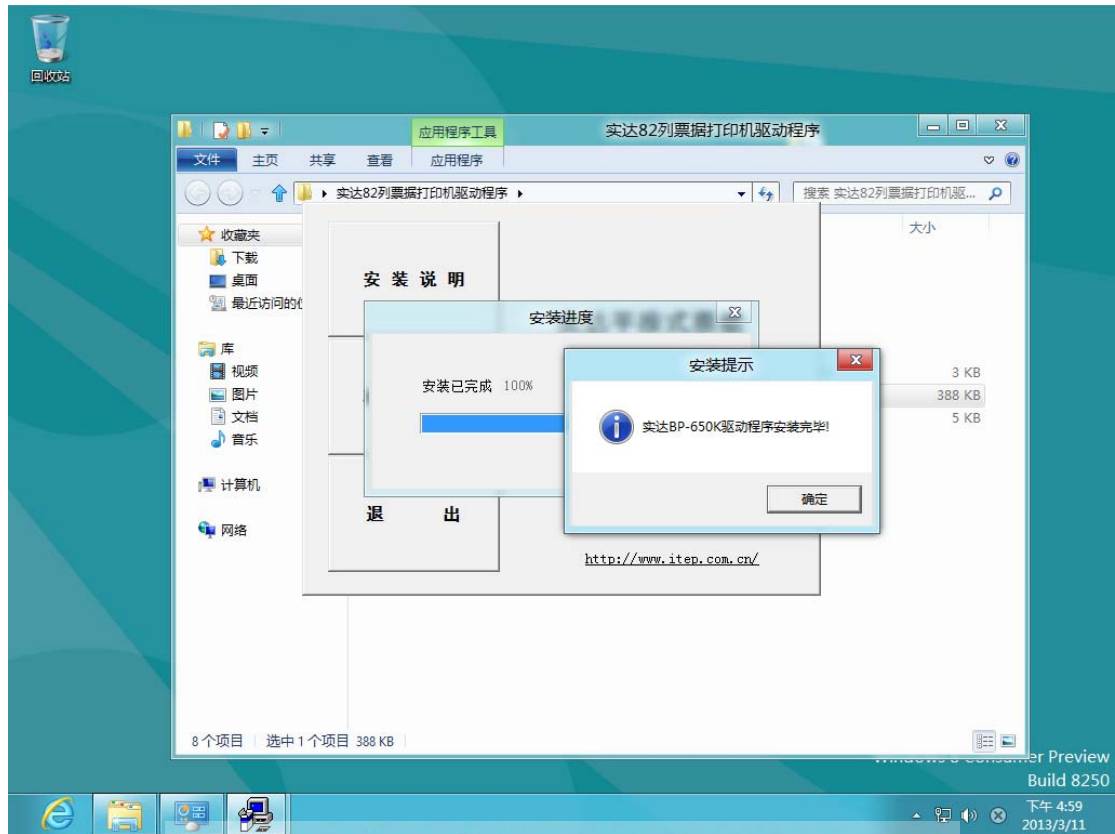 回收站
应用程序工具
实达82列票据打印机驱动程序
文件 主页 共享 查看 应用程序
实达82列票据打印机驱动程序
搜索 实达82列票据打印机驱...
收藏夹
大小
下载
桌面
最近访问的
安 装 说 明
安装进度
库
视频
图片
文档
音乐
安装提示
3 KB
388 KB
5 KB
安装已完成 100%
实达BP-650K驱动程序安装完毕!
确定
计算机
网络
退 出
http://www.itep.com.cn/
8 个项目 选中 1 个项目 388 KB
er Preview
Build 8250
下午 4:59
2013/3/11